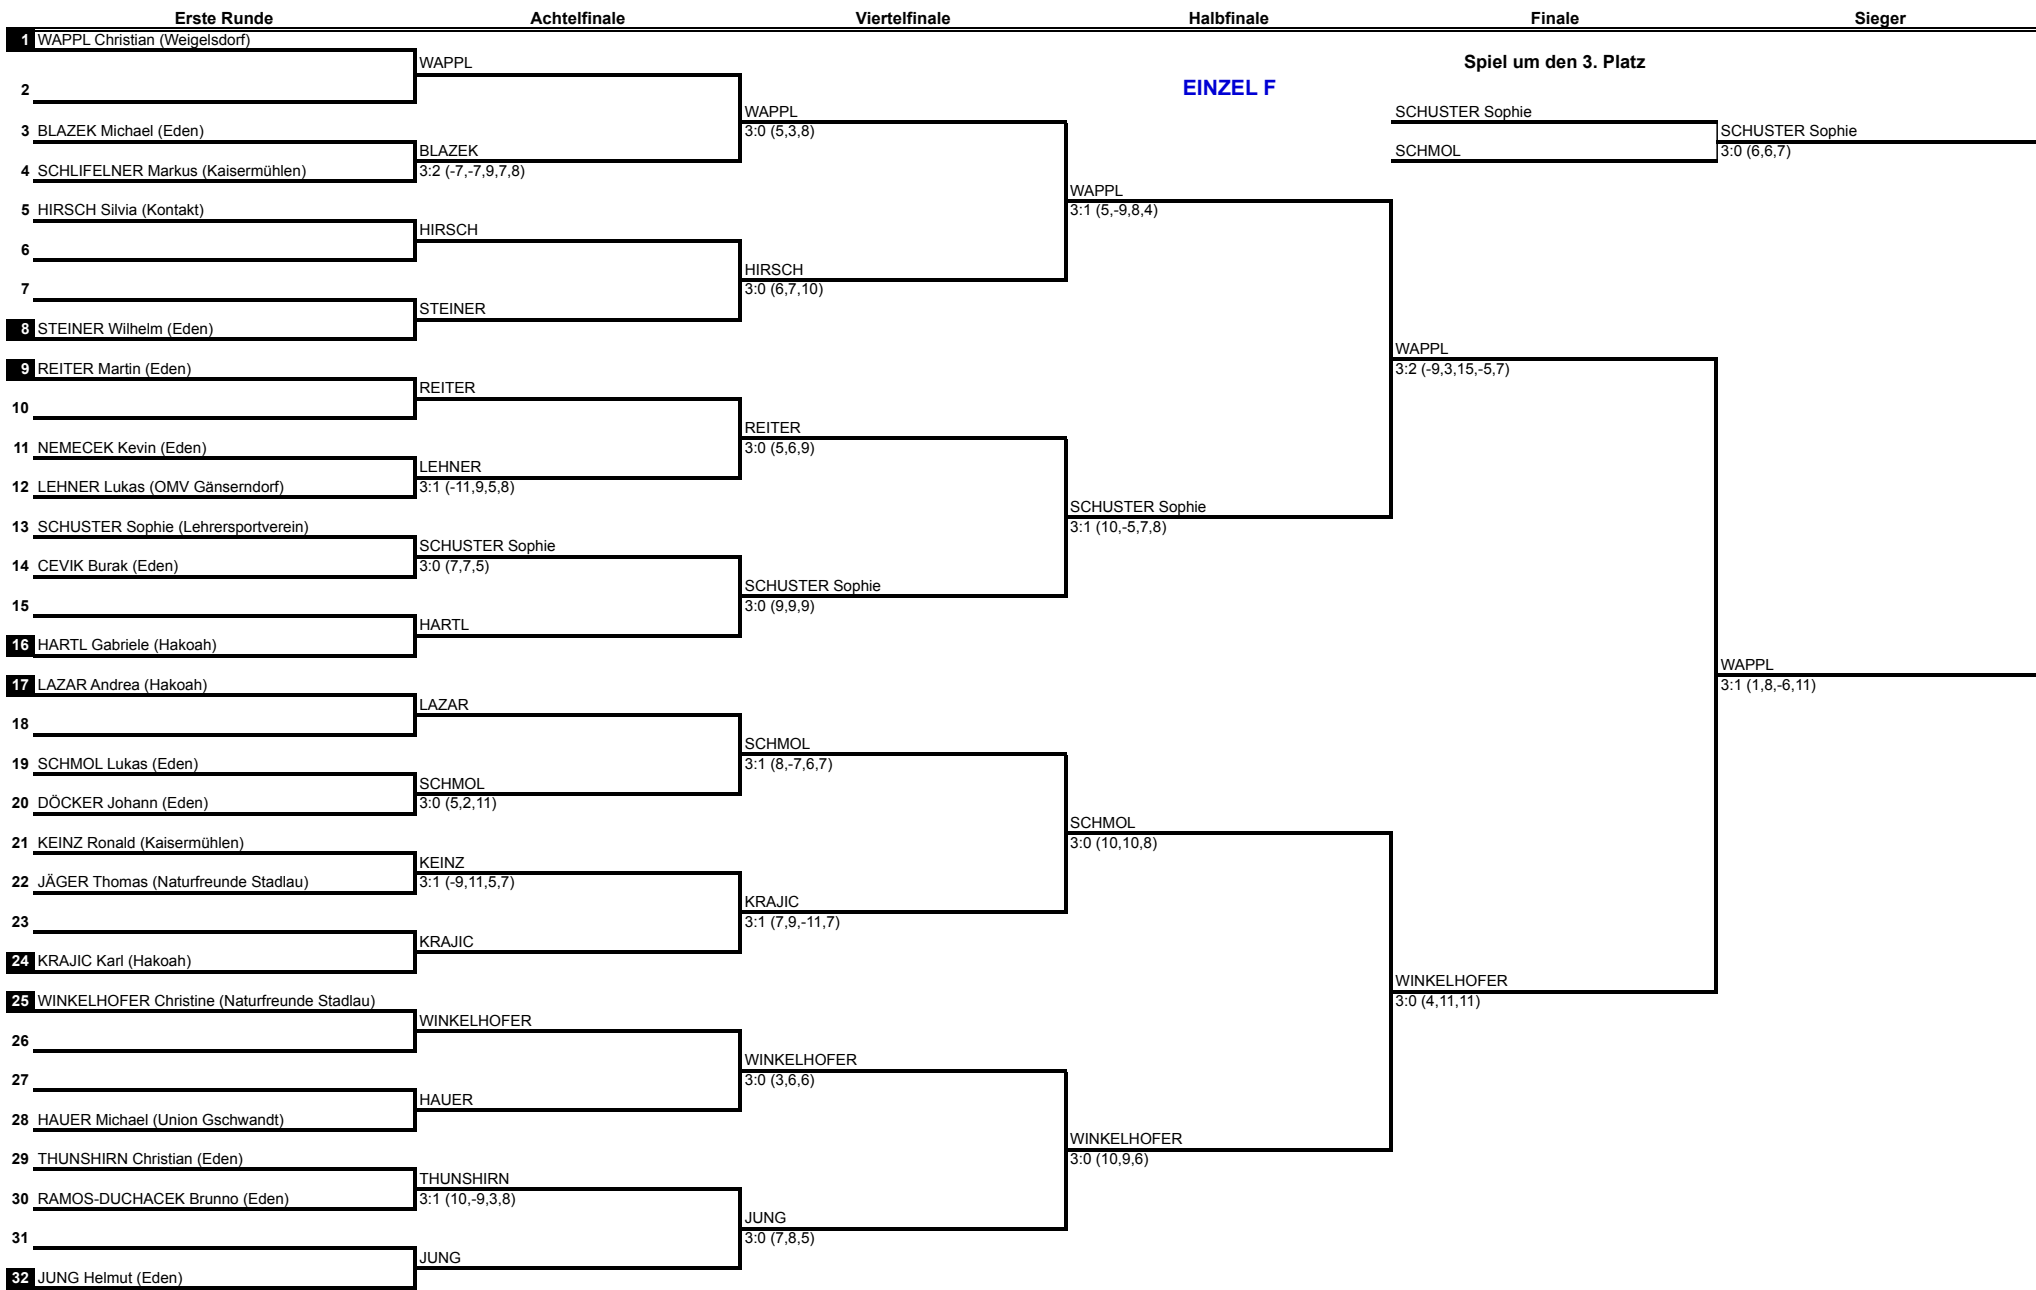 Erste Runde Achtelfinale Viertelfinale Halbfinale Finale Sieger
1 WAPPL Christian (Weigelsdorf)
WAPPL
Spiel um den 3. Platz
2
EINZEL F
WAPPL
3:0 (5,3,8)
SCHUSTER Sophie
3 BLAZEK Michael (Eden)
SCHUSTER Sophie
3:0 (6,6,7)
BLAZEK
3:2 (-7,-7,9,7,8)
SCHMOL
4 SCHLIFELNER Markus (Kaisermühlen)
WAPPL
3:1 (5,-9,8,4)
5 HIRSCH Silvia (Kontakt)
HIRSCH
6
HIRSCH
3:0 (6,7,10)
7
STEINER
8 STEINER Wilhelm (Eden)
WAPPL
3:2 (-9,3,15,-5,7)
9 REITER Martin (Eden)
REITER
10
REITER
3:0 (5,6,9)
11 NEMECEK Kevin (Eden)
LEHNER
3:1 (-11,9,5,8)
12 LEHNER Lukas (OMV Gänserndorf)
SCHUSTER Sophie
3:1 (10,-5,7,8)
13 SCHUSTER Sophie (Lehrersportverein)
SCHUSTER Sophie
3:0 (7,7,5)
14 CEVIK Burak (Eden)
SCHUSTER Sophie
3:0 (9,9,9)
15
HARTL
16 HARTL Gabriele (Hakoah)
WAPPL
3:1 (1,8,-6,11)
17 LAZAR Andrea (Hakoah)
LAZAR
18
SCHMOL
3:1 (8,-7,6,7)
19 SCHMOL Lukas (Eden)
SCHMOL
3:0 (5,2,11)
20 DÖCKER Johann (Eden)
SCHMOL
3:0 (10,10,8)
21 KEINZ Ronald (Kaisermühlen)
KEINZ
3:1 (-9,11,5,7)
22 JÄGER Thomas (Naturfreunde Stadlau)
KRAJIC
3:1 (7,9,-11,7)
23
KRAJIC
24 KRAJIC Karl (Hakoah)
WINKELHOFER
3:0 (4,11,11)
25 WINKELHOFER Christine (Naturfreunde Stadlau)
WINKELHOFER
26
WINKELHOFER
3:0 (3,6,6)
27
HAUER
28 HAUER Michael (Union Gschwandt)
WINKELHOFER
3:0 (10,9,6)
29 THUNSHIRN Christian (Eden)
THUNSHIRN
3:1 (10,-9,3,8)
30 RAMOS-DUCHACEK Brunno (Eden)
JUNG
3:0 (7,8,5)
31
JUNG
32 JUNG Helmut (Eden)